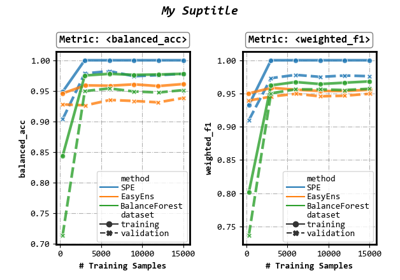 My Suptitle
Metric: <balanced_acc>
1.00
0.95
0.90
0.85
0.80
0.75
0.70
balanced_acc
method
SPE
EasyEns
BalanceForest
dataset
training
validation
0
5000
10000
15000
# Training Samples
Metric: <weighted_f1>
1.00
0.95
0.90
0.85
0.80
0.75
weighted_f1
method
SPE
EasyEns
BalanceForest
dataset
training
validation
0
5000
10000
15000
# Training Samples